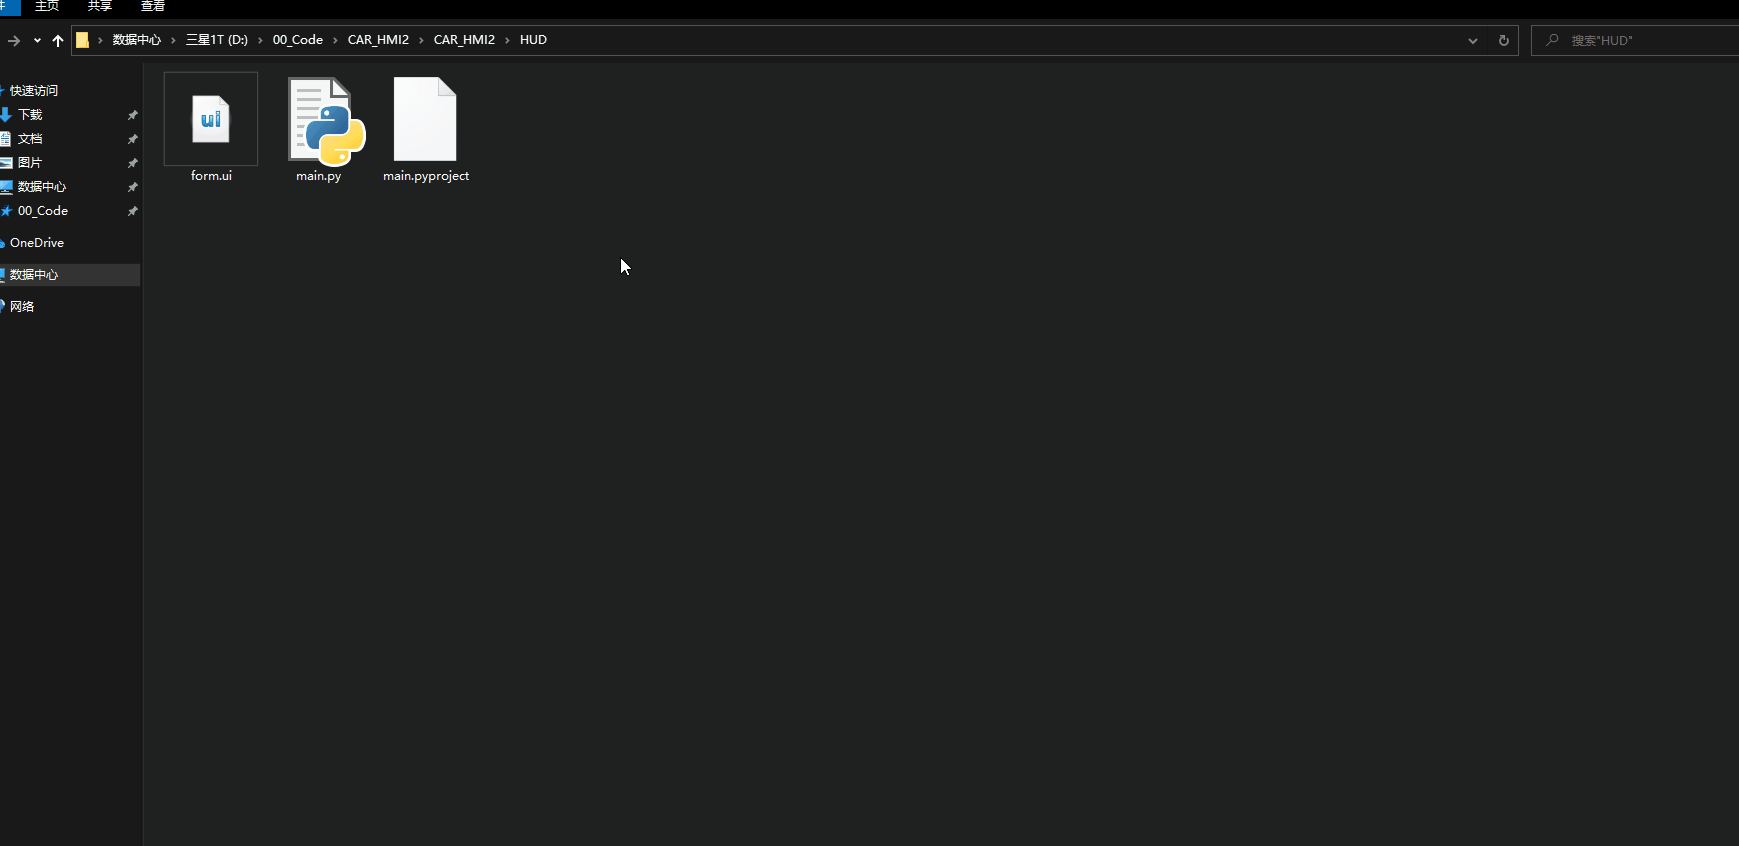 主页 共享 查看
数据中心 › 三星1T (D:) › 00_Code › CAR_HMI2 › CAR_HMI2 › HUD
搜索"HUD"
快速访问
下载
文档
图片
数据中心
00_Code
OneDrive
数据中心
网络
ui
form.ui
main.py
main.pyproject